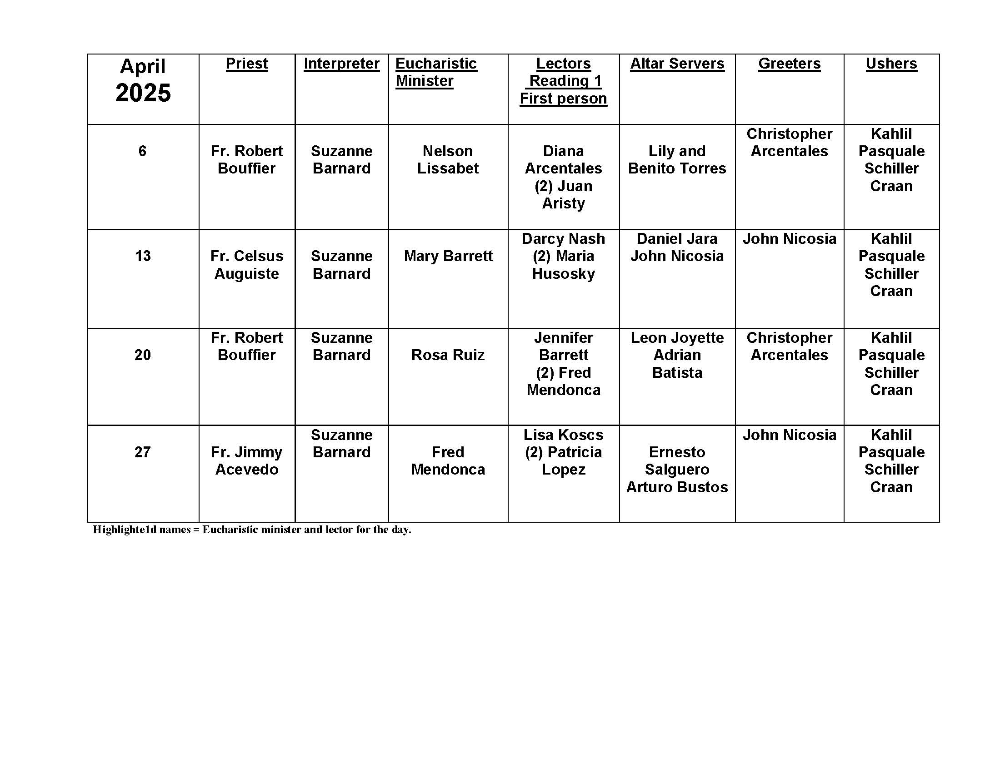 April
2025
Priest
Interpreter
Eucharistic
Minister
Lectors
Reading 1
First person
Altar Servers
Greeters
Ushers
6
Fr. Robert
Bouffier
Suzanne
Barnard
Nelson
Lissabet
Diana
Arcentales
(2) Juan
Aristy
Lily and
Benito Torres
Christopher
Arcentales
Kahlil
Pasquale
Schiller
Craan
13
Fr. Celsus
Auguiste
Suzanne
Barnard
Mary Barrett
Darcy Nash
(2) Maria
Husosky
Daniel Jara
John Nicosia
John Nicosia
Kahlil
Pasquale
Schiller
Craan
20
Fr. Robert
Bouffier
Suzanne
Barnard
Rosa Ruiz
Jennifer
Barrett
(2) Fred
Mendonca
Leon Joyette
Adrian
Batista
Christopher
Arcentales
Kahlil
Pasquale
Schiller
Craan
27
Fr. Jimmy
Acevedo
Suzanne
Barnard
Fred
Mendonca
Lisa Koscs
(2) Patricia
Lopez
Ernesto
Salguero
Arturo Bustos
John Nicosia
Kahlil
Pasquale
Schiller
Craan
Highlighte1d names = Eucharistic minister and lector for the day.